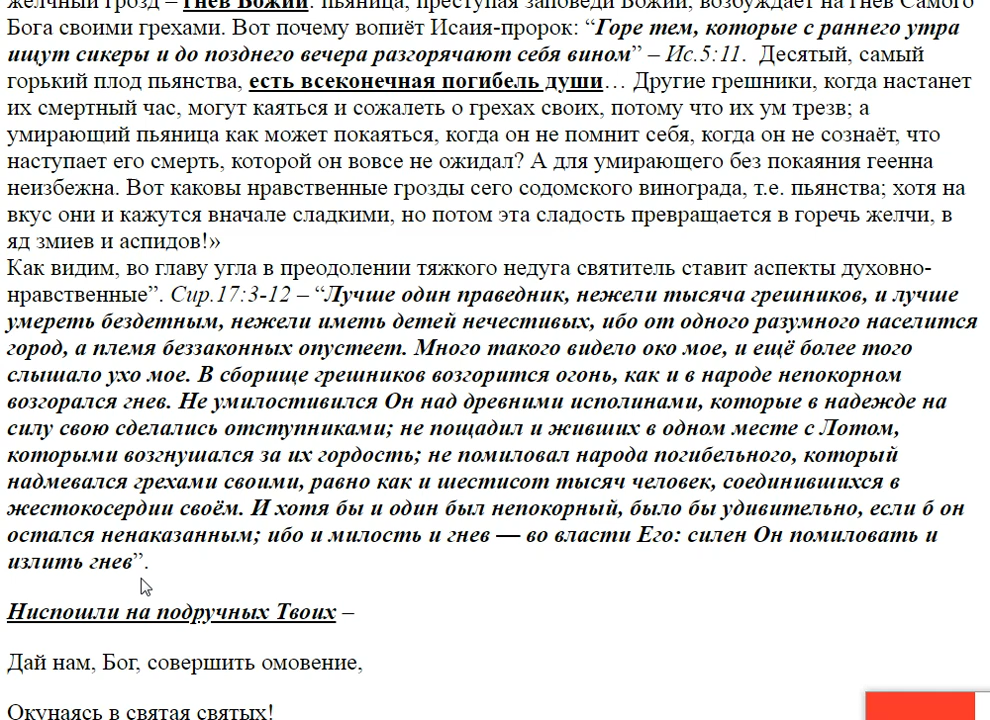 желчный грозд – гнев Божий: пьяница, преступая заповеди Божии, возбуждает на гнев Самого
Бога своими грехами. Вот почему вопиёт Исаия-пророк: “Горе тем, которые с раннего утра
ищут сикеры и до позднего вечера разгорячают себя вином” – Ис.5:11. Десятый, самый
горький плод пьянства, есть всеконечная погибель души… Другие грешники, когда настанет
их смертный час, могут каяться и сожалеть о грехах своих, потому что их ум трезв; а
умирающий пьяница как может покаяться, когда он не помнит себя, когда он не сознаёт, что
наступает его смерть, которой он вовсе не ожидал? А для умирающего без покаяния геенна
неизбежна. Вот каковы нравственные грозды сего содомского винограда, т.е. пьянства; хотя на
вкус они и кажутся вначале сладкими, но потом эта сладость превращается в горечь желчи, в
яд змиев и аспидов!»
Как видим, во главу угла в преодолении тяжкого недуга святитель ставит аспекты духовно-
нравственные”. Сир.17:3-12 – “Лучше один праведник, нежели тысяча грешников, и лучше
умереть бездетным, нежели иметь детей нечестивых, ибо от одного разумного населится
город, а племя беззаконных опустеет. Много такого видело око мое, и ещё более того
слышало ухо мое. В сборище грешников возгорится огонь, как и в народе непокорном
возгорался гнев. Не умилостивился Он над древними исполинами, которые в надежде на
силу свою сделались отступниками; не пощадил и живших в одном месте с Лотом,
которыми возгнушался за их гордость; не помиловал народа погибельного, который
надмевался грехами своими, равно как и шестисот тысяч человек, соединившихся в
жестокосердии своём. И хотя бы и один был непокорный, было бы удивительно, если б он
остался ненаказанным; ибо и милость и гнев — во власти Его: силен Он помиловать и
излить гнев”.
Ниспошли на подручных Твоих –
Дай нам, Бог, совершить омовение,
Окунаясь в святая святых!